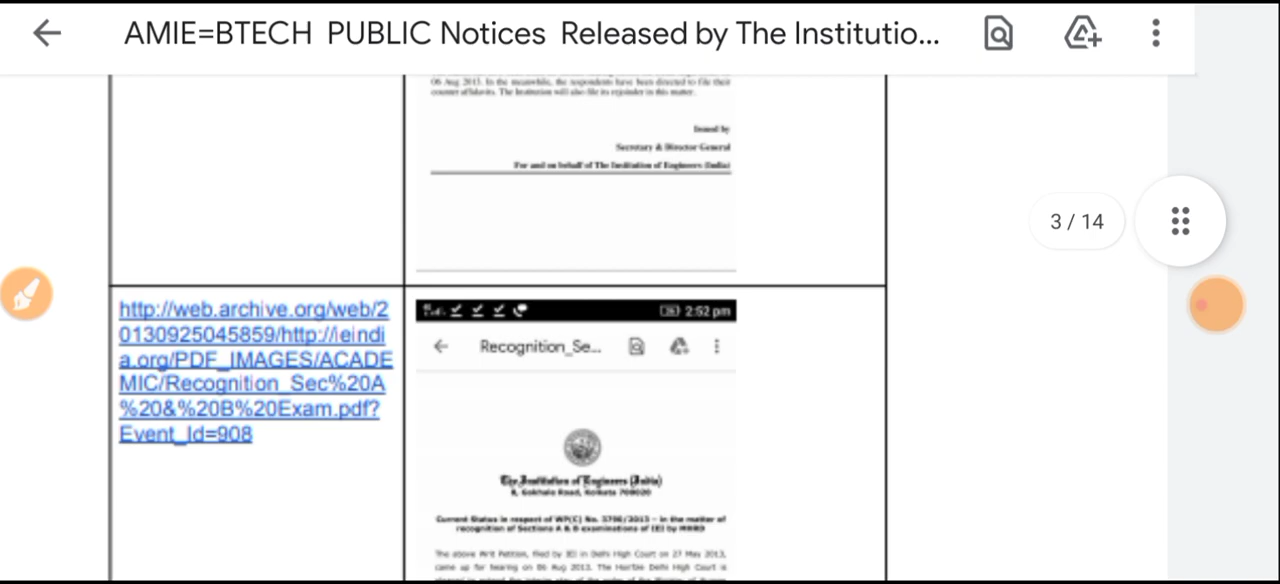 AMIE=BTECH PUBLIC Notices Released by The Institutio...
06 Aug 2013. In the meanwhile, the respondents have been directed to file their
counter affidavits. The Institution will also file its rejoinder in this matter.
Issued by
Secretary & Director General
For and on behalf of The Institution of Engineers (India)
3 / 14
http://web.archive.org/web/2
0130925045859/http://ieindi
a.org/PDF_IMAGES/ACADE
MIC/Recognition_Sec%20A
%20&%20B%20Exam.pdf?
Event_Id=908
2:52 pm
Recognition_Se...
The Institution of Engineers (India)
8, Gokhale Road, Kolkata 700020
Current Status in respect of WP(C) No. 3796/2013 - in the matter of
recognition of Sections A & B examinations of IEI by MHRD
The above Writ Petition, filed by IEI in Delhi High Court on 27 May 2013,
came up for hearing on 06 Aug 2013. The Hon'ble Delhi High Court is